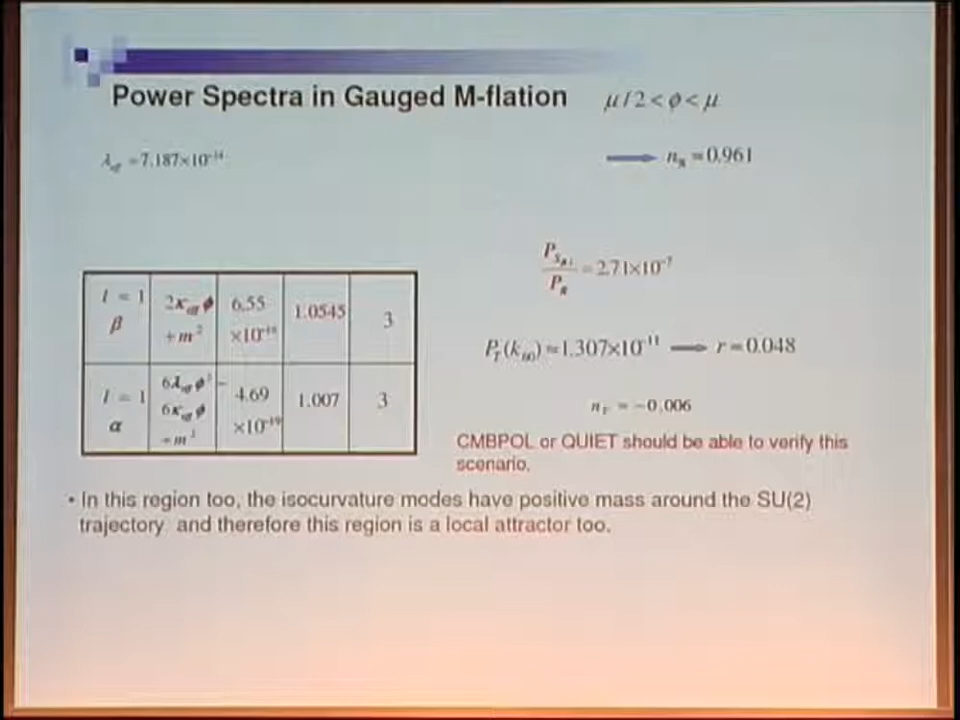 Power Spectra in Gauged M-flation μ/2<ϕ<μ
λ_eff = 7.187×10⁻¹⁴
n_R = 0.961
P_R
= 2.71×10⁻⁷
l = 1
β
2κ_eff ϕ
+m²
6.55
1.0545
3
P_T(k_60) = 1.307×10⁻¹¹ → r = 0.048
l = 1
α
6κ_eff ϕ
+m²
4.69
1.007
3
n_T = −0.006
CMBPOL or QUIET should be able to verify this
scenario.
• In this region too, the isocurvature modes have positive mass around the SU(2)
trajectory and therefore this region is a local attractor too.